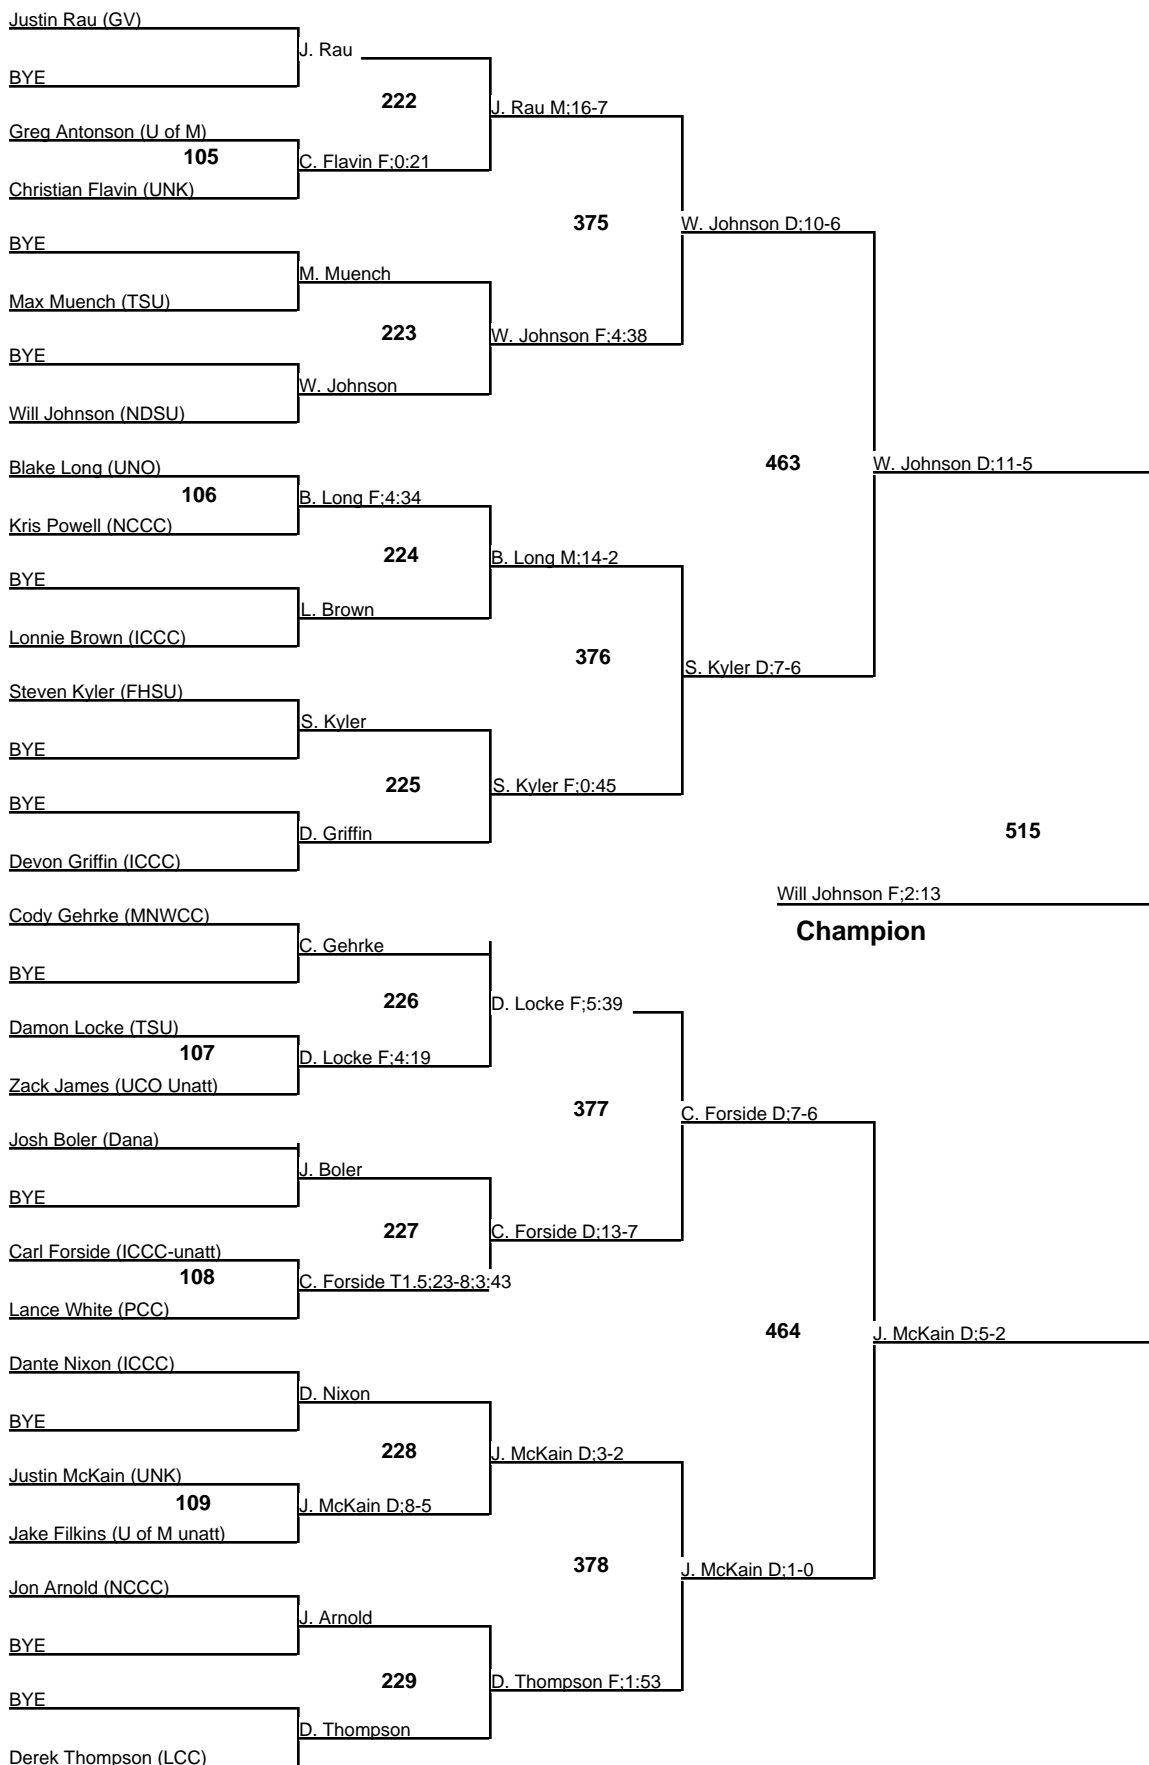 Justin Rau (GV)
J. Rau
BYE
222
J. Rau M;16-7
Greg Antonson (U of M)
105
C. Flavin F;0:21
Christian Flavin (UNK)
375
W. Johnson D;10-6
BYE
M. Muench
Max Muench (TSU)
223
W. Johnson F;4:38
BYE
W. Johnson
Will Johnson (NDSU)
463
W. Johnson D;11-5
Blake Long (UNO)
106
B. Long F;4:34
Kris Powell (NCCC)
224
B. Long M;14-2
BYE
L. Brown
Lonnie Brown (ICCC)
376
S. Kyler D;7-6
Steven Kyler (FHSU)
S. Kyler
BYE
225
S. Kyler F;0:45
BYE
D. Griffin
Devon Griffin (ICCC)
515
Will Johnson F;2:13
Champion
Cody Gehrke (MNWCC)
C. Gehrke
BYE
226
D. Locke F;5:39
Damon Locke (TSU)
107
D. Locke F;4:19
Zack James (UCO Unatt)
377
C. Forside D;7-6
Josh Boler (Dana)
J. Boler
BYE
227
C. Forside D;13-7
Carl Forside (ICCC-unatt)
108
C. Forside T1.5;23-8;3:43
Lance White (PCC)
464
J. McKain D;5-2
Dante Nixon (ICCC)
D. Nixon
BYE
228
J. McKain D;3-2
Justin McKain (UNK)
109
J. McKain D;8-5
Jake Filkins (U of M unatt)
378
J. McKain D;1-0
Jon Arnold (NCCC)
J. Arnold
BYE
229
D. Thompson F;1:53
BYE
D. Thompson
Derek Thompson (LCC)